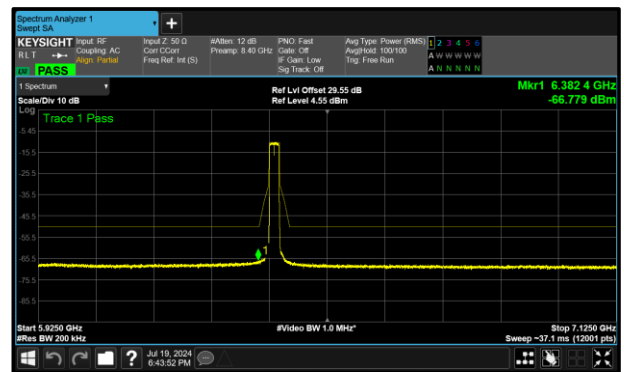 Spectrum Analyzer 1
Swept SA
+
KEYSIGHT Input: RF
RLT
Coupling: AC
Align: Partial
LXI PASS
Input Z: 50 Ω
Corr CCorr
Freq Ref: Int (S)
#Atten: 12 dB
Preamp: 8.40 GHz
PNO: Fast
Gate: Off
IF Gain: Low
Sig Track: Off
Avg Type: Power (RMS)
Avg|Hold: 100/100
Trig: Free Run
1 2 3 4 5 6
A W W W W W
A N N N N N
1 Spectrum
Scale/Div 10 dB
Ref Lvl Offset 29.55 dB
Ref Level 4.55 dBm
Mkr1 6.382 4 GHz
-66.779 dBm
Log
Trace 1 Pass
-5.45
-15.5
-25.5
-35.5
-45.5
-55.5
-65.5
-75.5
-85.5
1
Start 5.9250 GHz
#Res BW 200 kHz
#Video BW 1.0 MHz*
Stop 7.1250 GHz
Sweep ~37.1 ms (12001 pts)
?
Jul 19, 2024
6:43:52 PM